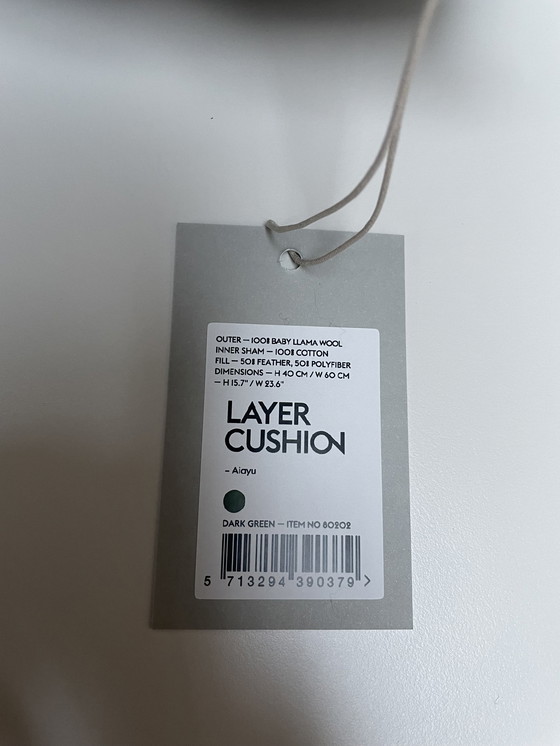 OUTER — 100% BABY LLAMA WOOL
INNER SHAM — 100% COTTON
FILL — 50% FEATHER, 50% POLYFIBER
DIMENSIONS — H 40 CM / W 60 CM
— H 15.7" / W 23.6"
LAYER
CUSHION
– Aiayu
DARK GREEN — ITEM NO 80202
5 713294 390379 >